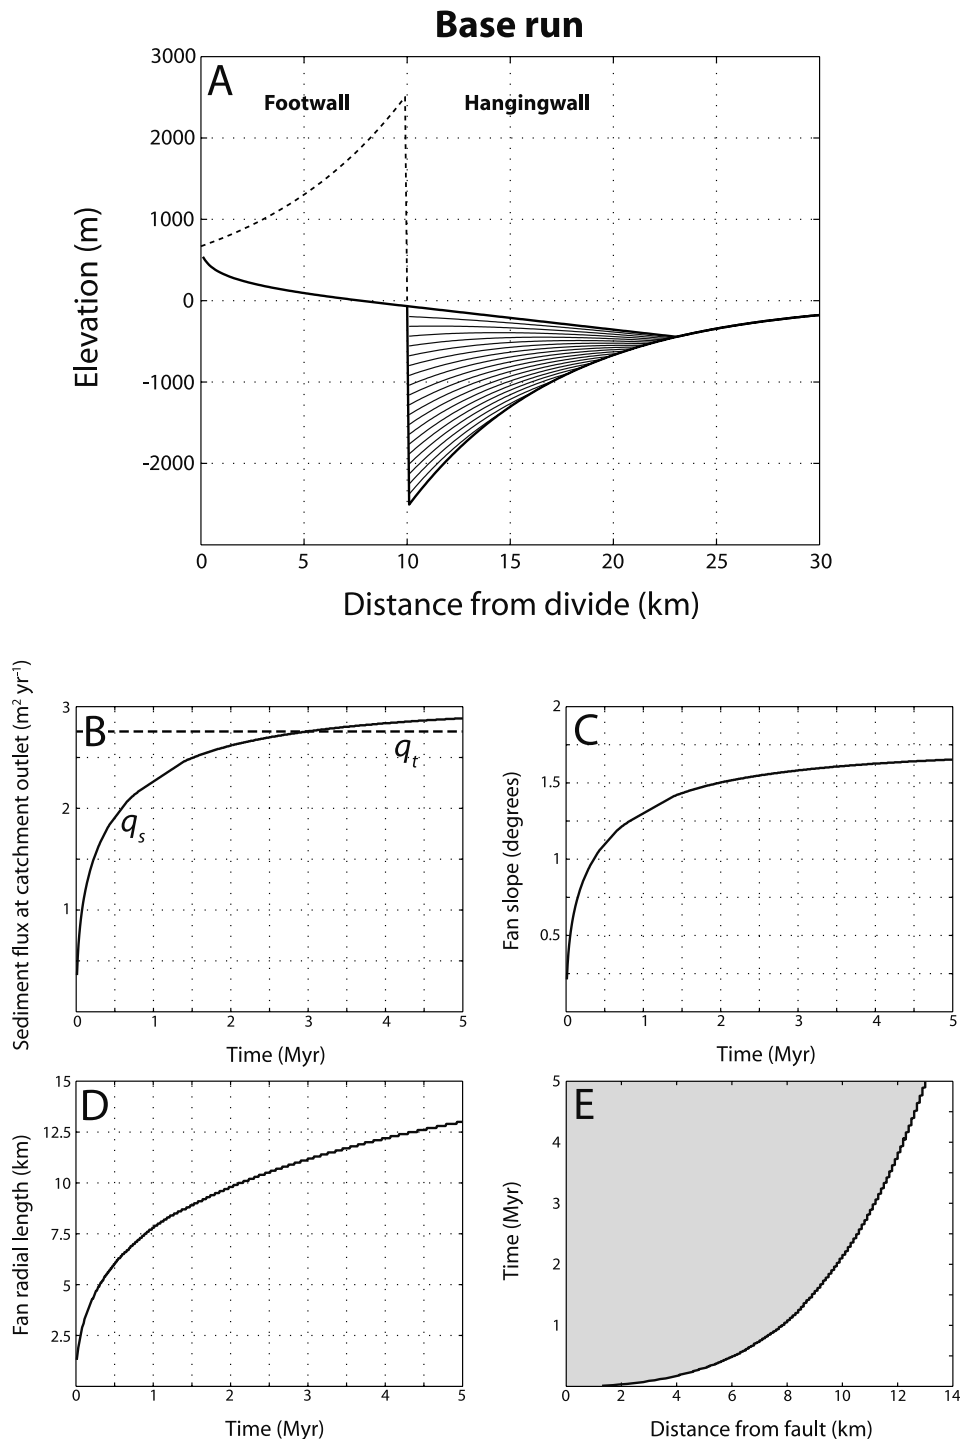 Base run
A
Footwall
Hangingwall
3000
2000
1000
0
-1000
-2000
Elevation (m)
0 5 10 15 20 25 30
Distance from divide (km)
B
Sediment flux at catchment outlet (m² yr⁻¹)
3
2
1
qt
qs
0 1 2 3 4 5
Time (Myr)
C
Fan slope (degrees)
2
1.5
1
0.5
0 1 2 3 4 5
Time (Myr)
D
Fan radial length (km)
15
12.5
10
7.5
5
2.5
0 1 2 3 4 5
Time (Myr)
E
Time (Myr)
5
4
3
2
1
0 2 4 6 8 10 12 14
Distance from fault (km)